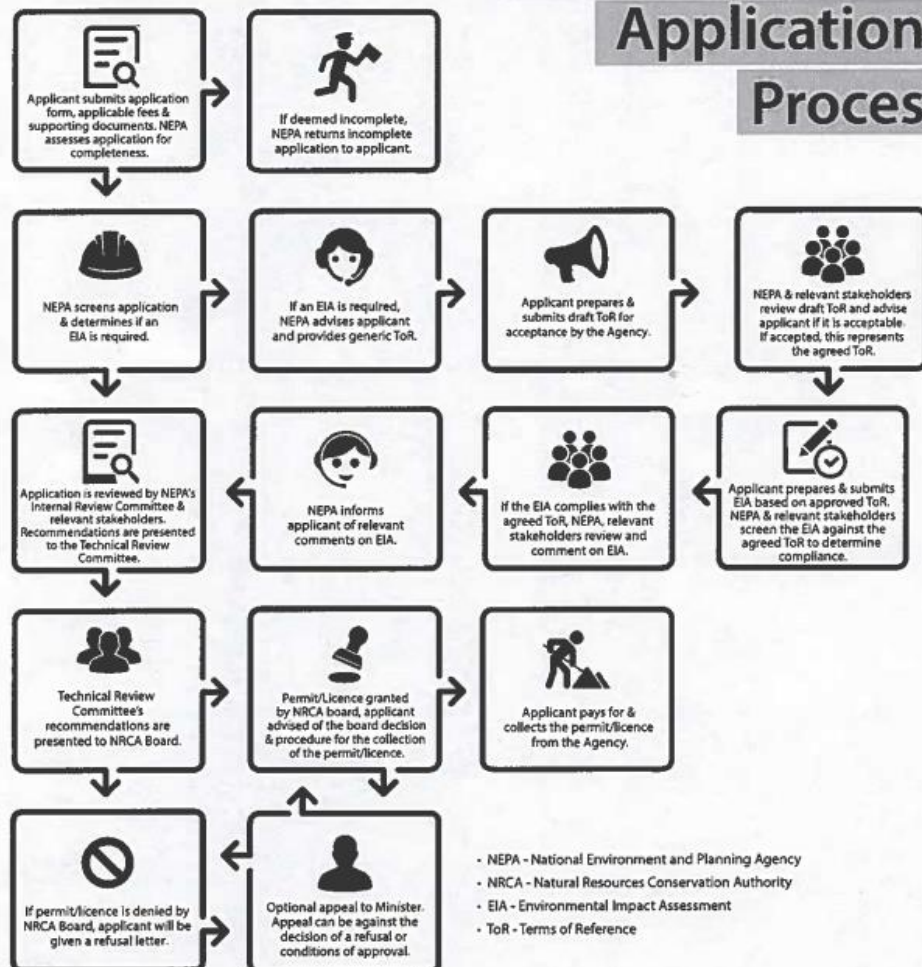 Application
Proces
Applicant submits application
form, applicable fees &
supporting documents. NEPA
assesses application for
completeness.
If deemed incomplete,
NEPA returns incomplete
application to applicant.
NEPA screens application
& determines if an
EIA is required.
If an EIA is required,
NEPA advises applicant
and provides generic ToR.
Applicant prepares &
submits draft ToR for
acceptance by the Agency.
NEPA & relevant stakeholders
review draft ToR and advise
applicant if it is acceptable.
If accepted, this represents
the agreed ToR.
Applicant prepares & submits
EIA based on approved ToR.
NEPA & relevant stakeholders
screen the EIA against the
agreed ToR to determine
compliance.
If the EIA complies with the
agreed ToR, NEPA, relevant
stakeholders review and
comment on EIA.
NEPA informs
applicant of relevant
comments on EIA.
Application is reviewed by NEPA's
Internal Review Committee &
relevant stakeholders.
Recommendations are presented
to the Technical Review
Committee.
Technical Review
Committee's
recommendations are
presented to NRCA Board.
Permit/Licence granted
by NRCA board, applicant
advised of the board decision
& procedure for the collection
of the permit/licence.
Applicant pays for &
collects the permit/licence
from the Agency.
If permit/licence is denied by
NRCA Board, applicant will be
given a refusal letter.
Optional appeal to Minister.
Appeal can be against the
decision of a refusal or
conditions of approval.
• NEPA - National Environment and Planning Agency
• NRCA - Natural Resources Conservation Authority
• EIA - Environmental Impact Assessment
• ToR - Terms of Reference